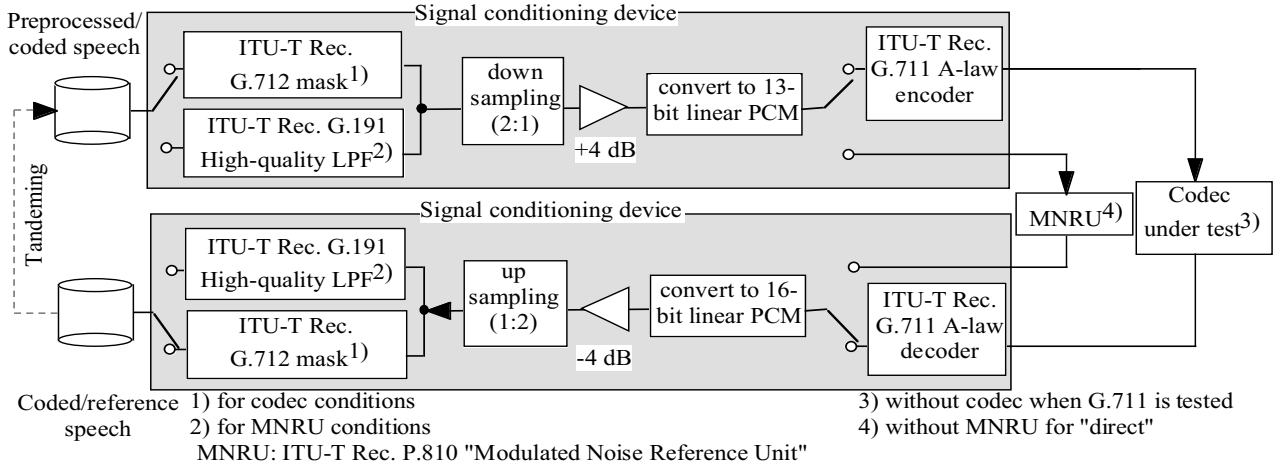 Signal conditioning device
Preprocessed/
coded speech
ITU-T Rec.
G.712 mask1)
ITU-T Rec. G.191
High-quality LPF2)
down
sampling
(2:1)
+4 dB
convert to 13-
bit linear PCM
ITU-T Rec.
G.711 A-law
encoder
Tandeming
MNRU4)
Codec
under test3)
Signal conditioning device
ITU-T Rec. G.191
High-quality LPF2)
ITU-T Rec.
G.712 mask1)
up
sampling
(1:2)
-4 dB
convert to 16-
bit linear PCM
ITU-T Rec.
G.711 A-law
decoder
Coded/reference
speech
1) for codec conditions
2) for MNRU conditions
MNRU: ITU-T Rec. P.810 "Modulated Noise Reference Unit"
3) without codec when G.711 is tested
4) without MNRU for "direct"